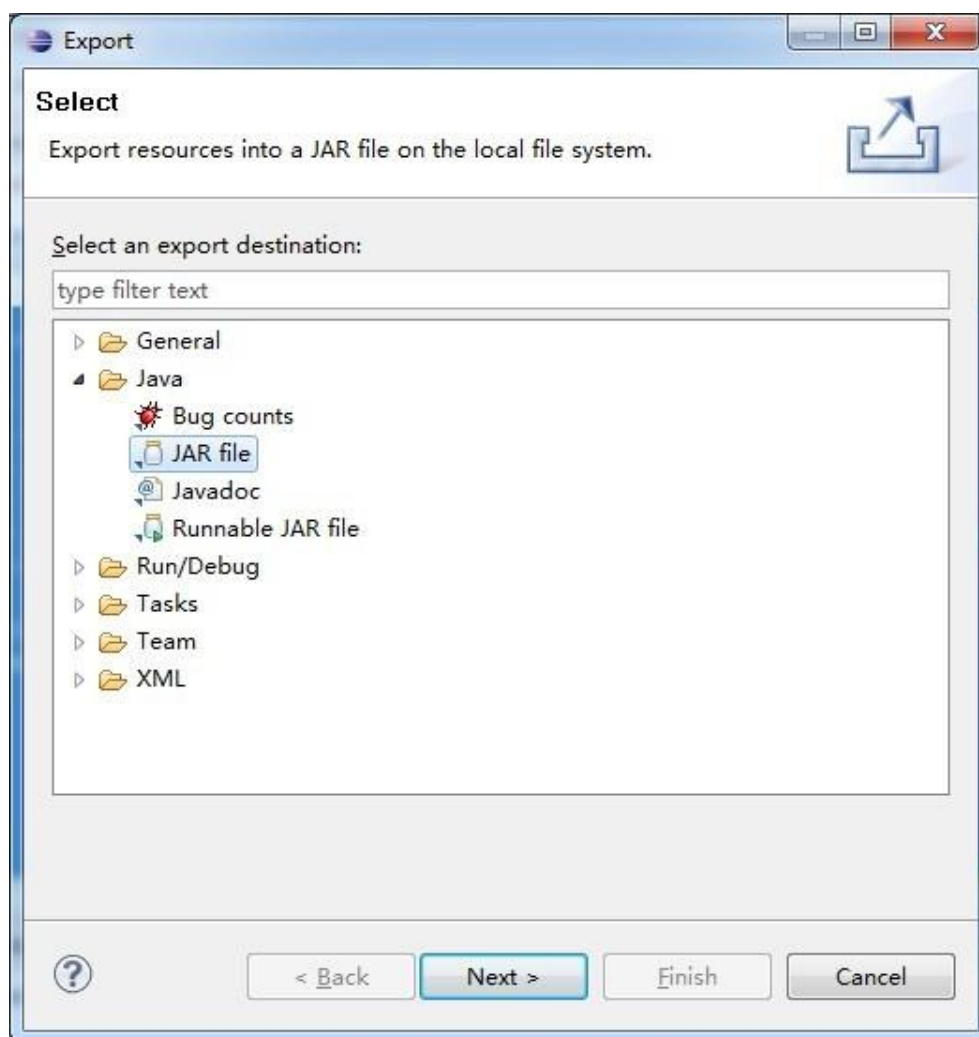 Export
Select
Export resources into a JAR file on the local file system.
Select an export destination:
type filter text
General
Java
Bug counts
JAR file
Javadoc
Runnable JAR file
Run/Debug
Tasks
Team
XML
?
< Back
Next >
Finish
Cancel